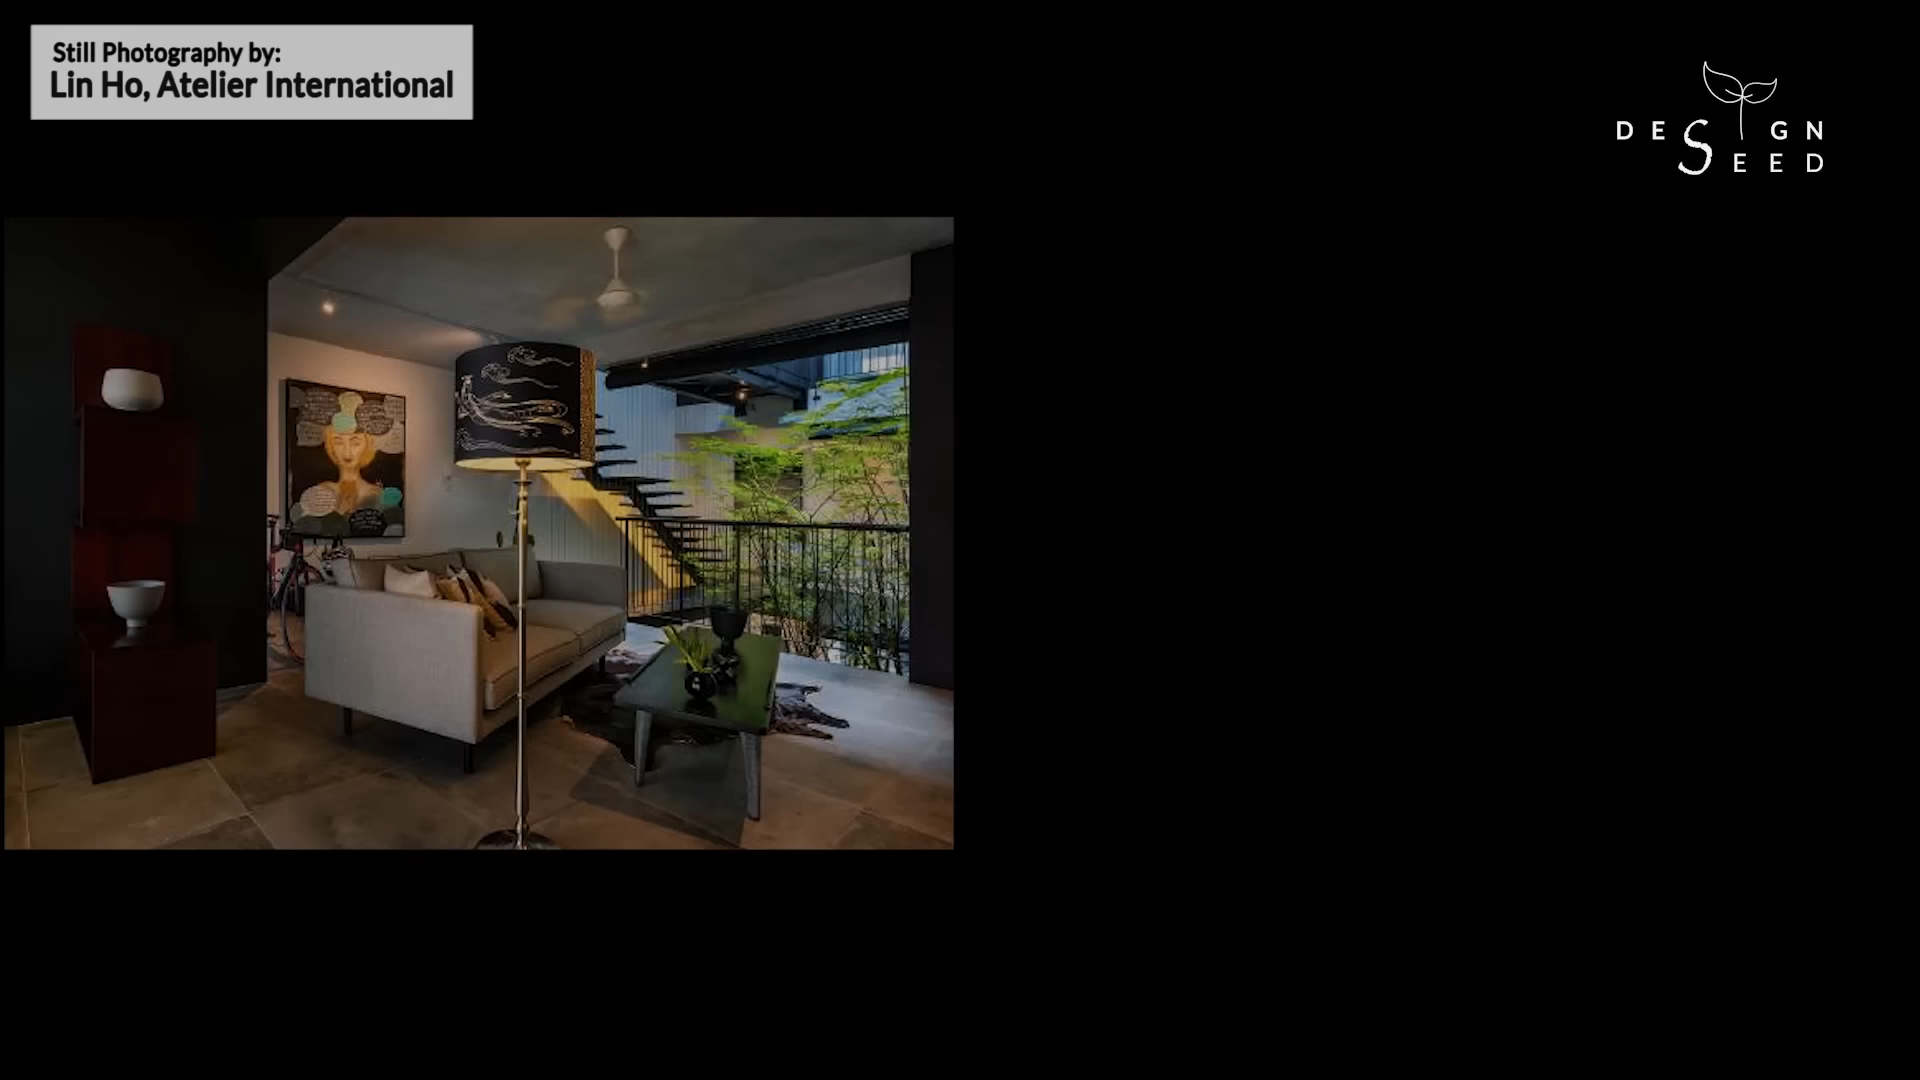 Still Photography by:
Lin Ho, Atelier International
DESIGN
SEED